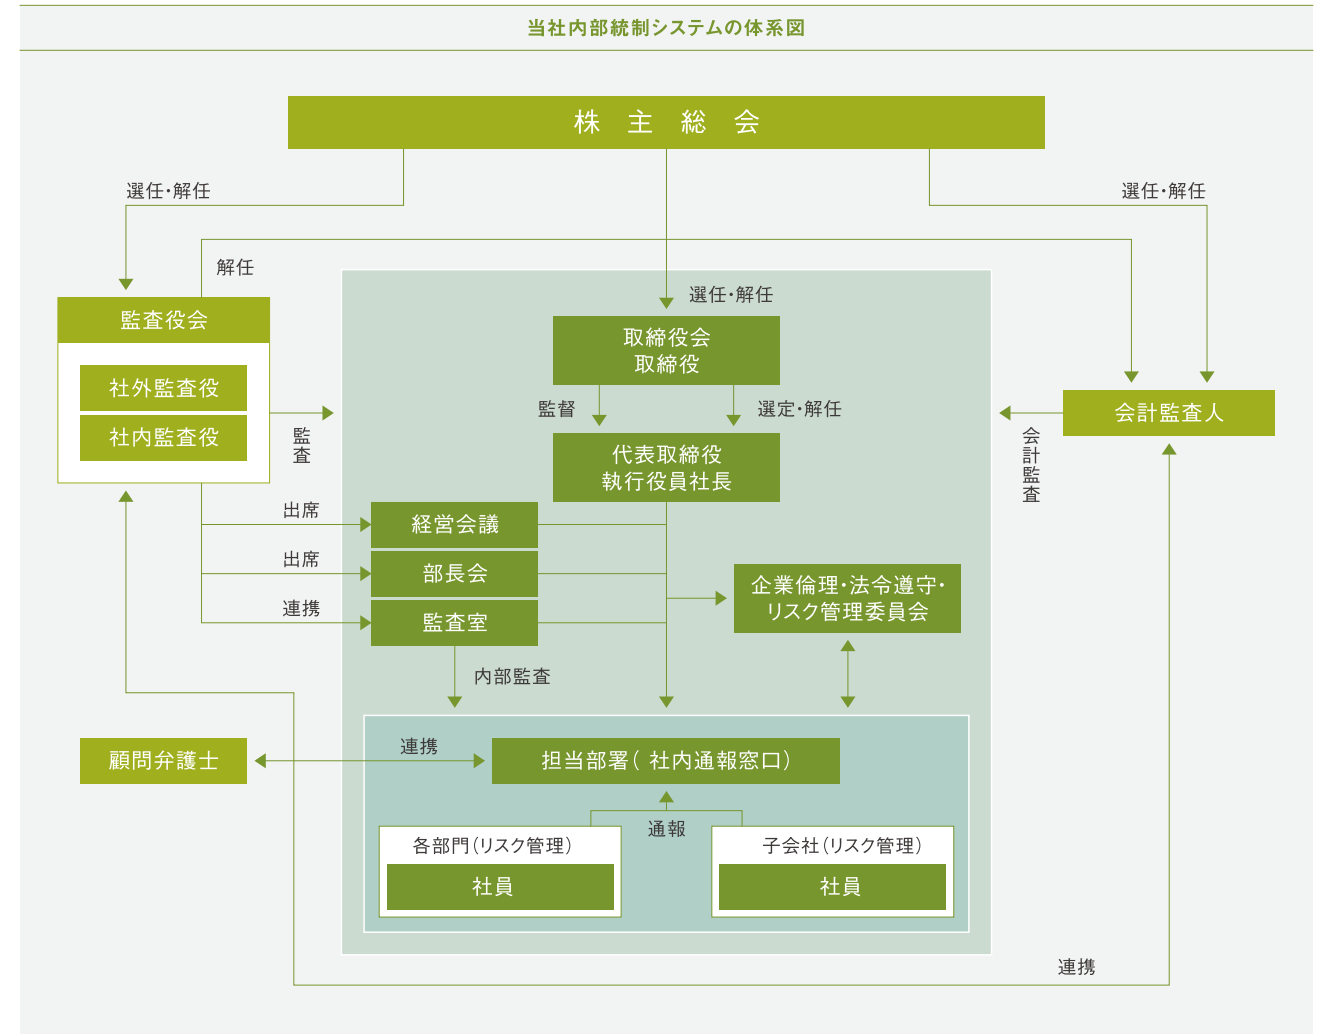 当社内部統制システムの体系図
株主総会
選任・解任
選任・解任
解任
選任・解任
監査役会
社外監査役
社内監査役
取締役会
取締役
監督
選定・解任
会計監査人
監査
会計監査
代表取締役
執行役員社長
出席
経営会議
出席
部長会
連携
監査室
企業倫理・法令遵守・
リスク管理委員会
内部監査
顧問弁護士
連携
担当部署(社内通報窓口)
通報
各部門(リスク管理)
社員
子会社(リスク管理)
社員
連携